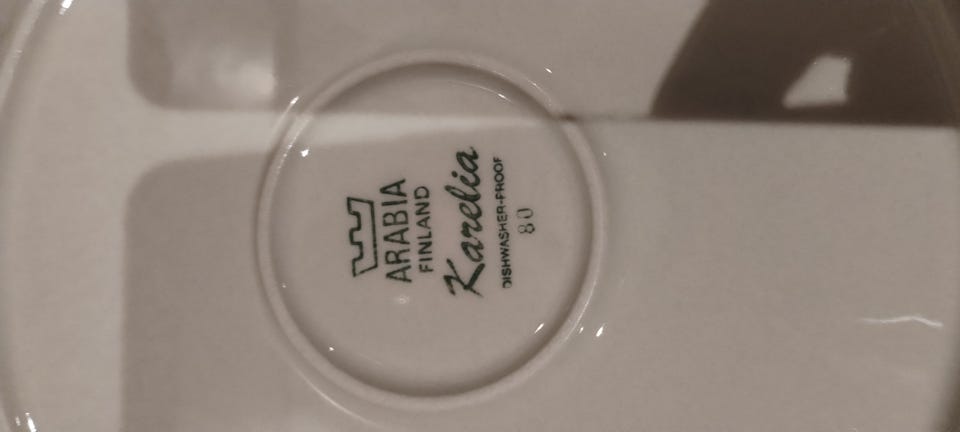 ARABIA
FINLAND
Karelia
DISHWASHER-PROOF
80